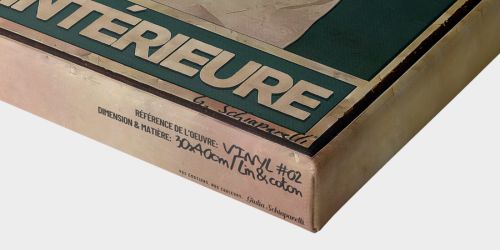 INTÉRIEURE
G. Schiaparelli
RÉFÉRENCE DE L'OEUVRE: VINYL #02
DIMENSION & MATIÈRE: 30x40cm / Lin & coton
Giulia Schiaparelli